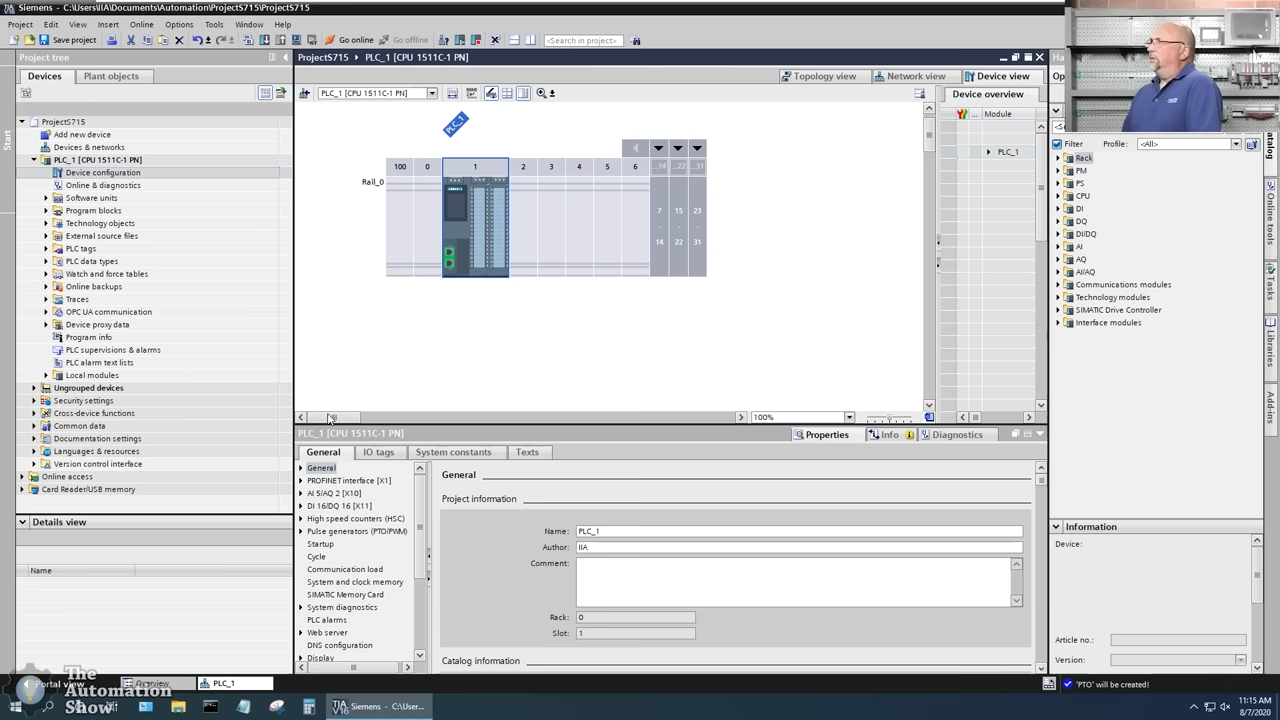 Siemens - C:\Users\IIA\Documents\Automation\ProjectS715\ProjectS715
Project Edit View Insert Online Options Tools Window Help
Save project
Go online
Go offline
<Search in project>
Project tree
Devices
Plant objects
ProjectS715
Add new device
Devices & networks
PLC_1 [CPU 1511C-1 PN]
Device configuration
Online & diagnostics
Software units
Program blocks
Technology objects
External source files
PLC tags
PLC data types
Watch and force tables
Online backups
Traces
OPC UA communication
Device proxy data
Program info
PLC supervisions & alarms
PLC alarm text lists
Local modules
Ungrouped devices
Security settings
Cross-device functions
Common data
Documentation settings
Languages & resources
Version control interface
Online access
Card Reader/USB memory
Details view
Name
Start
ProjectS715 PLC_1 [CPU 1511C-1 PN]
Topology view
Network view
Device view
PLC_1 [CPU 1511C-1 PN]
PLC_1
100 0 1 2 3 4 5 6 ...14 ...22 ...31
Rail_0
7 15 23
- - -
14 22 31
100%
Device overview
... Module
PLC_1
PLC_1 [CPU 1511C-1 PN]
Properties
Info
Diagnostics
General
IO tags
System constants
Texts
General
PROFINET interface [X1]
AI 5/AQ 2 [X10]
DI 16/DQ 16 [X11]
High speed counters (HSC)
Pulse generators (PTO/PWM)
Startup
Cycle
Communication load
System and clock memory
SIMATIC Memory Card
System diagnostics
PLC alarms
Web server
DNS configuration
Display
General
Project information
Name: PLC_1
Author: IIA
Comment:
Rack: 0
Slot: 1
Catalog information
Ha
Op
Filter
Profile: <All>
Rack
PM
PS
CPU
DI
DQ
DI/DQ
AI
AQ
AI/AQ
Communications modules
Technology modules
SIMATIC Drive Controller
Interface modules
Information
Device:
Article no.:
Version:
Online tools
Tasks
Libraries
Add-ins
Portal view
Overview
PLC_1
'PTO' will be created!
The
Automation
Show
Siemens - C:\User...
11:15 AM
8/7/2020